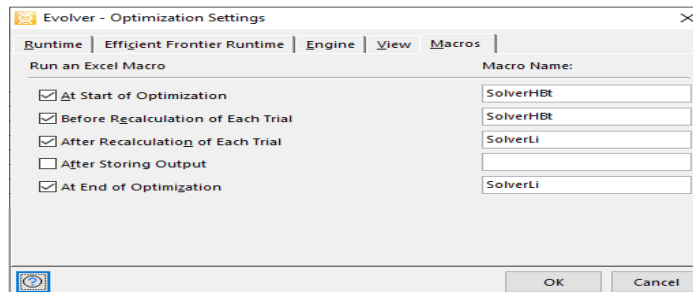 Evolver - Optimization Settings
Runtime Efficient Frontier Runtime Engine View Macros
Run an Excel Macro Macro Name:
At Start of Optimization SolverHBt
Before Recalculation of Each Trial SolverHBt
After Recalculation of Each Trial SolverLi
After Storing Output
At End of Optimization SolverLi
OK Cancel